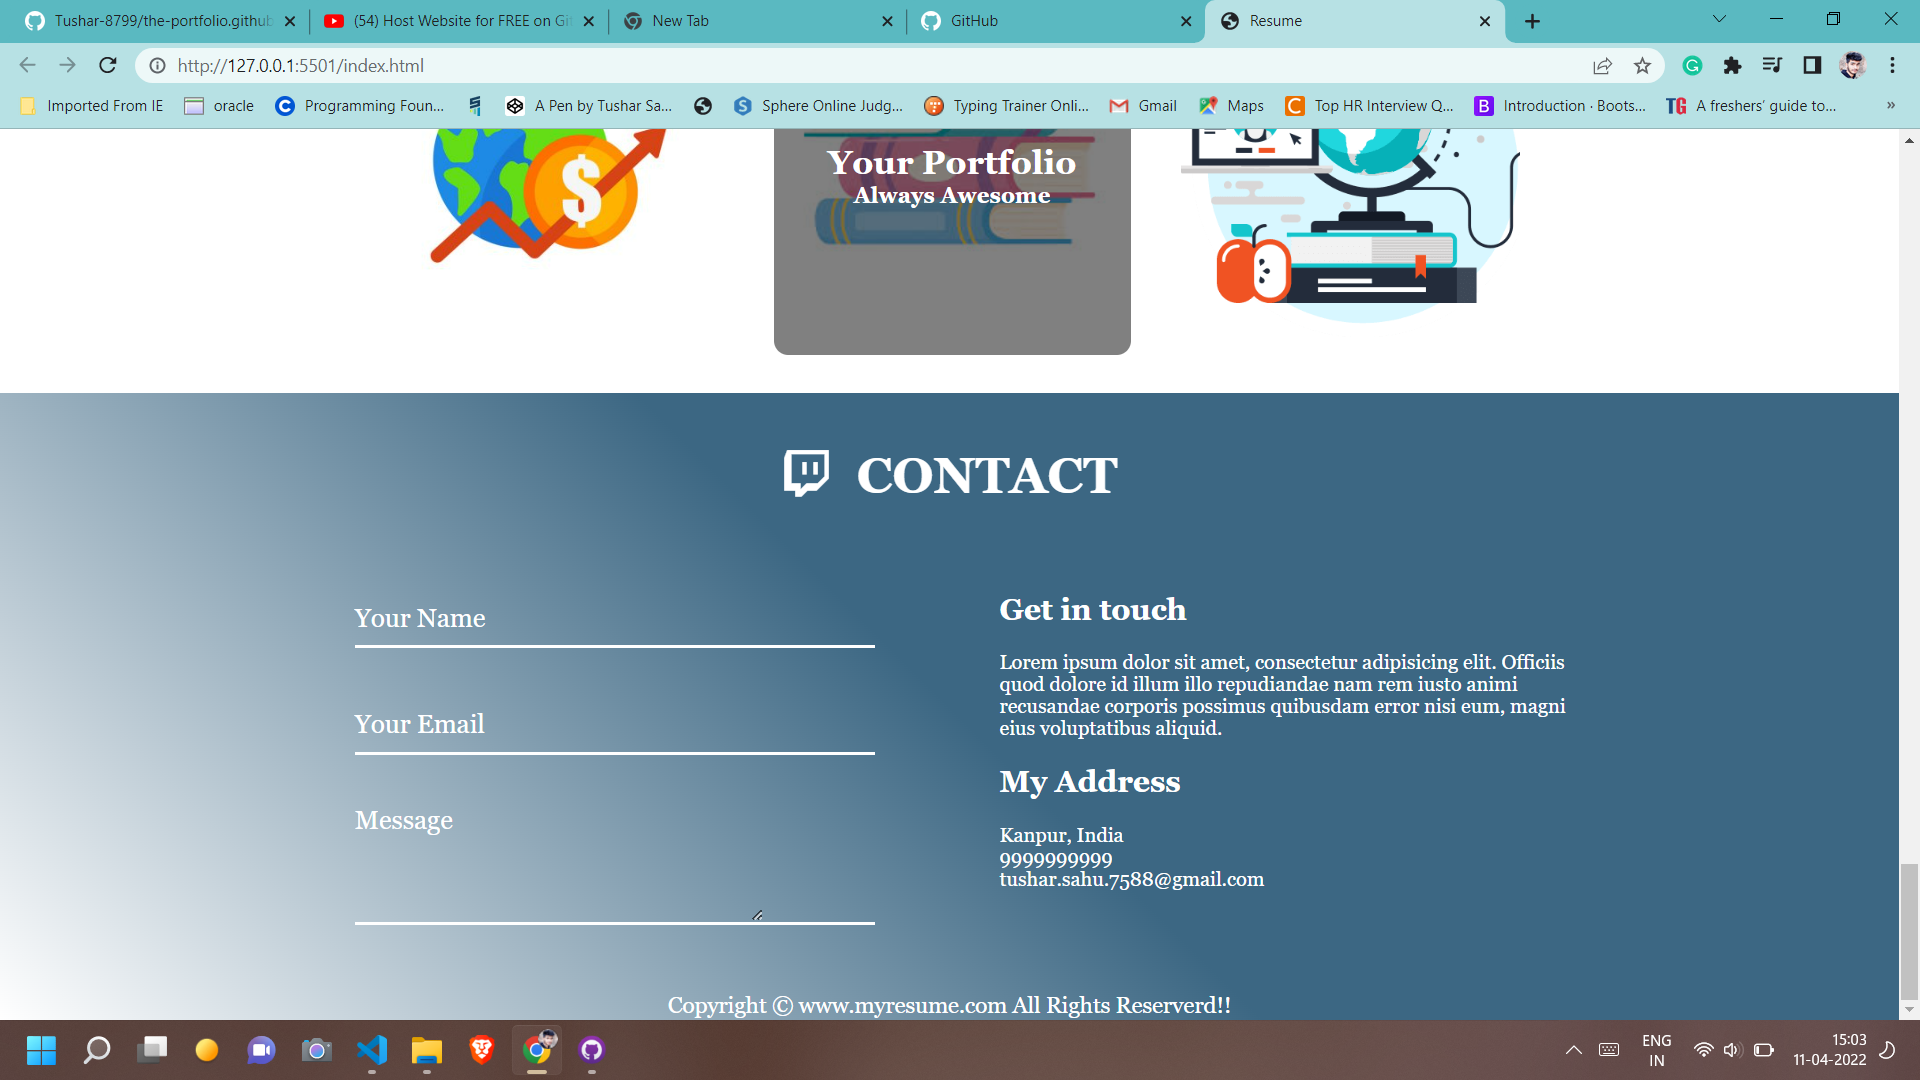 Tushar-8799/the-portfolio.github
(54) Host Website for FREE on Git
New Tab
GitHub
Resume
http://127.0.0.1:5501/index.html
Imported From IE
oracle
Programming Foun...
A Pen by Tushar Sa...
Sphere Online Judg...
Typing Trainer Onli...
Gmail
Maps
Top HR Interview Q...
Introduction · Boots...
A freshers' guide to...
»
Your Portfolio
Always Awesome
CONTACT
Your Name
Your Email
Message
Get in touch
Lorem ipsum dolor sit amet, consectetur adipisicing elit. Officiis
quod dolore id illum illo repudiandae nam rem iusto animi
recusandae corporis possimus quibusdam error nisi eum, magni
eius voluptatibus aliquid.
My Address
Kanpur, India
9999999999
tushar.sahu.7588@gmail.com
Copyright © www.myresume.com All Rights Reserverd!!
ENG
IN
15:03
11-04-2022